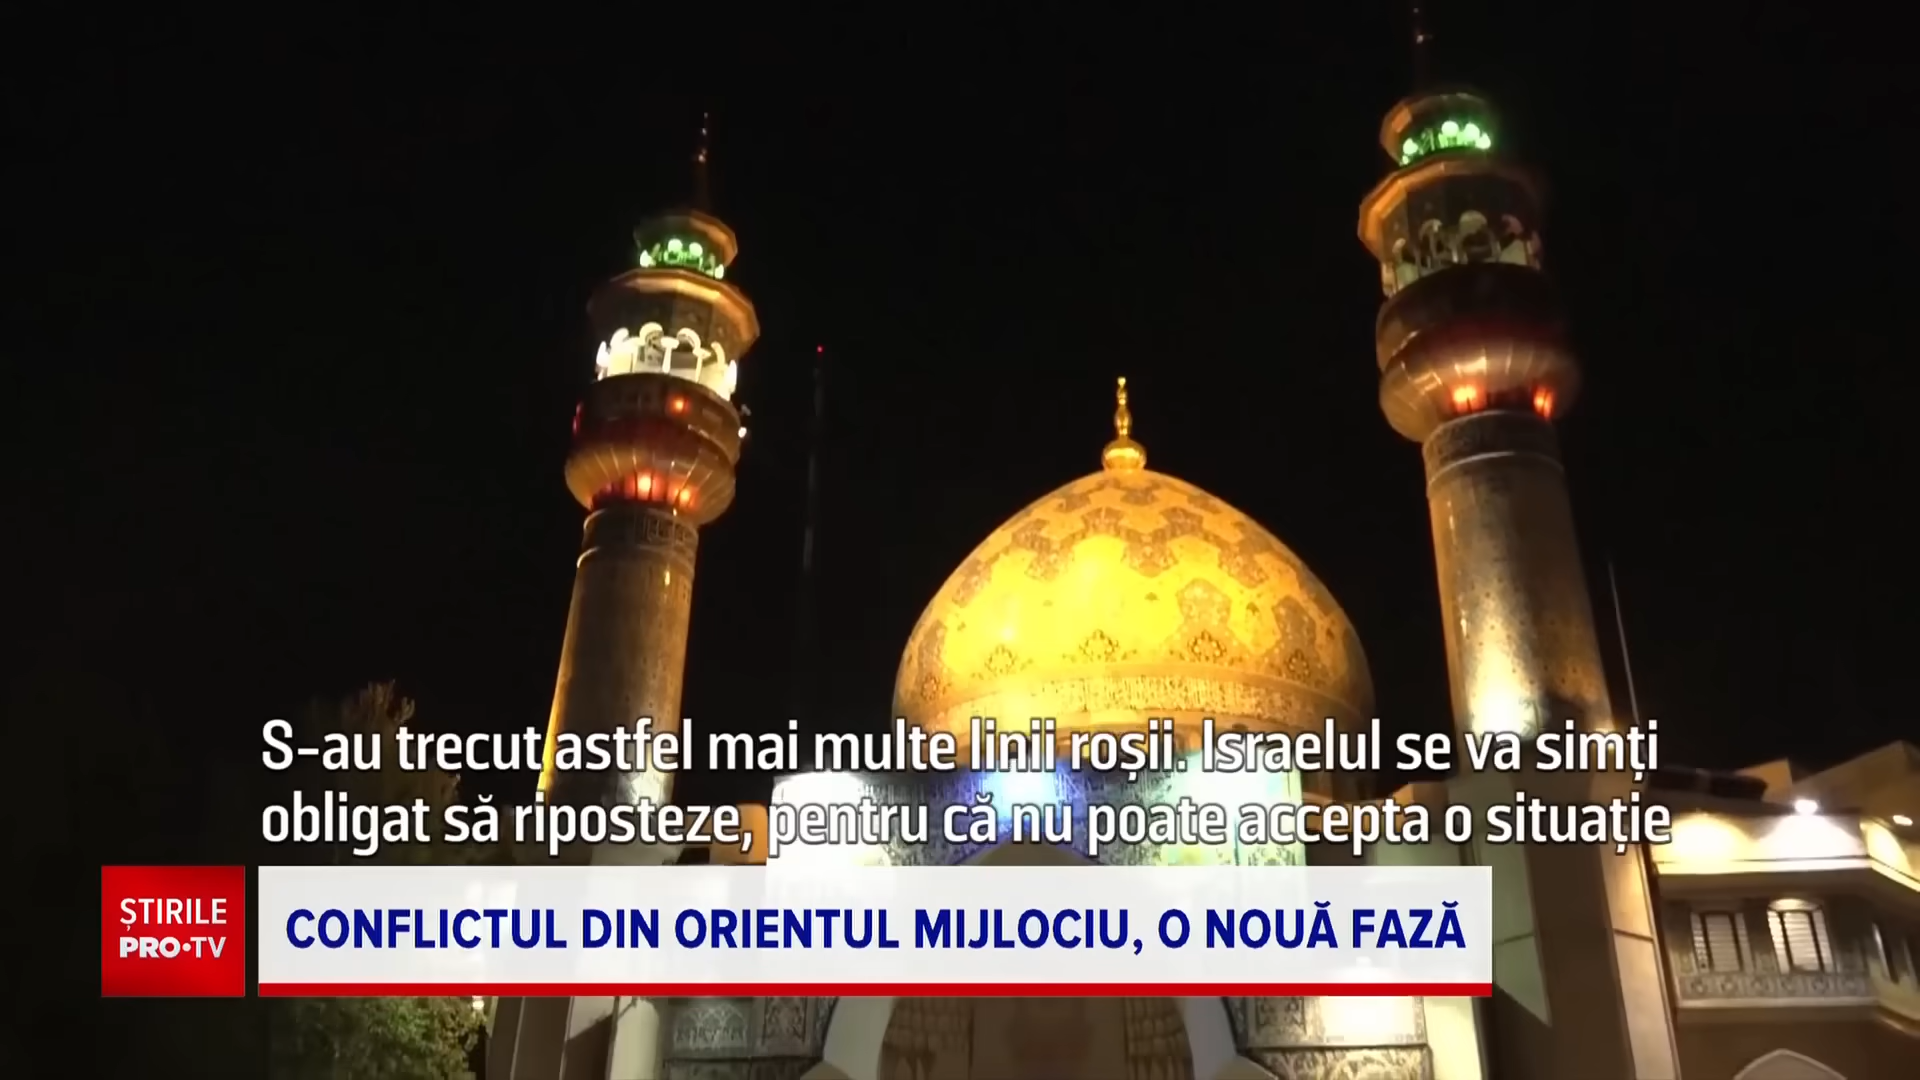 S-au trecut astfel mai multe linii roșii. Israelul se va simți
obligat să riposteze, pentru că nu poate accepta o situație
ȘTIRILE
PRO•TV
CONFLICTUL DIN ORIENTUL MIJLOCIU, O NOUĂ FAZĂ